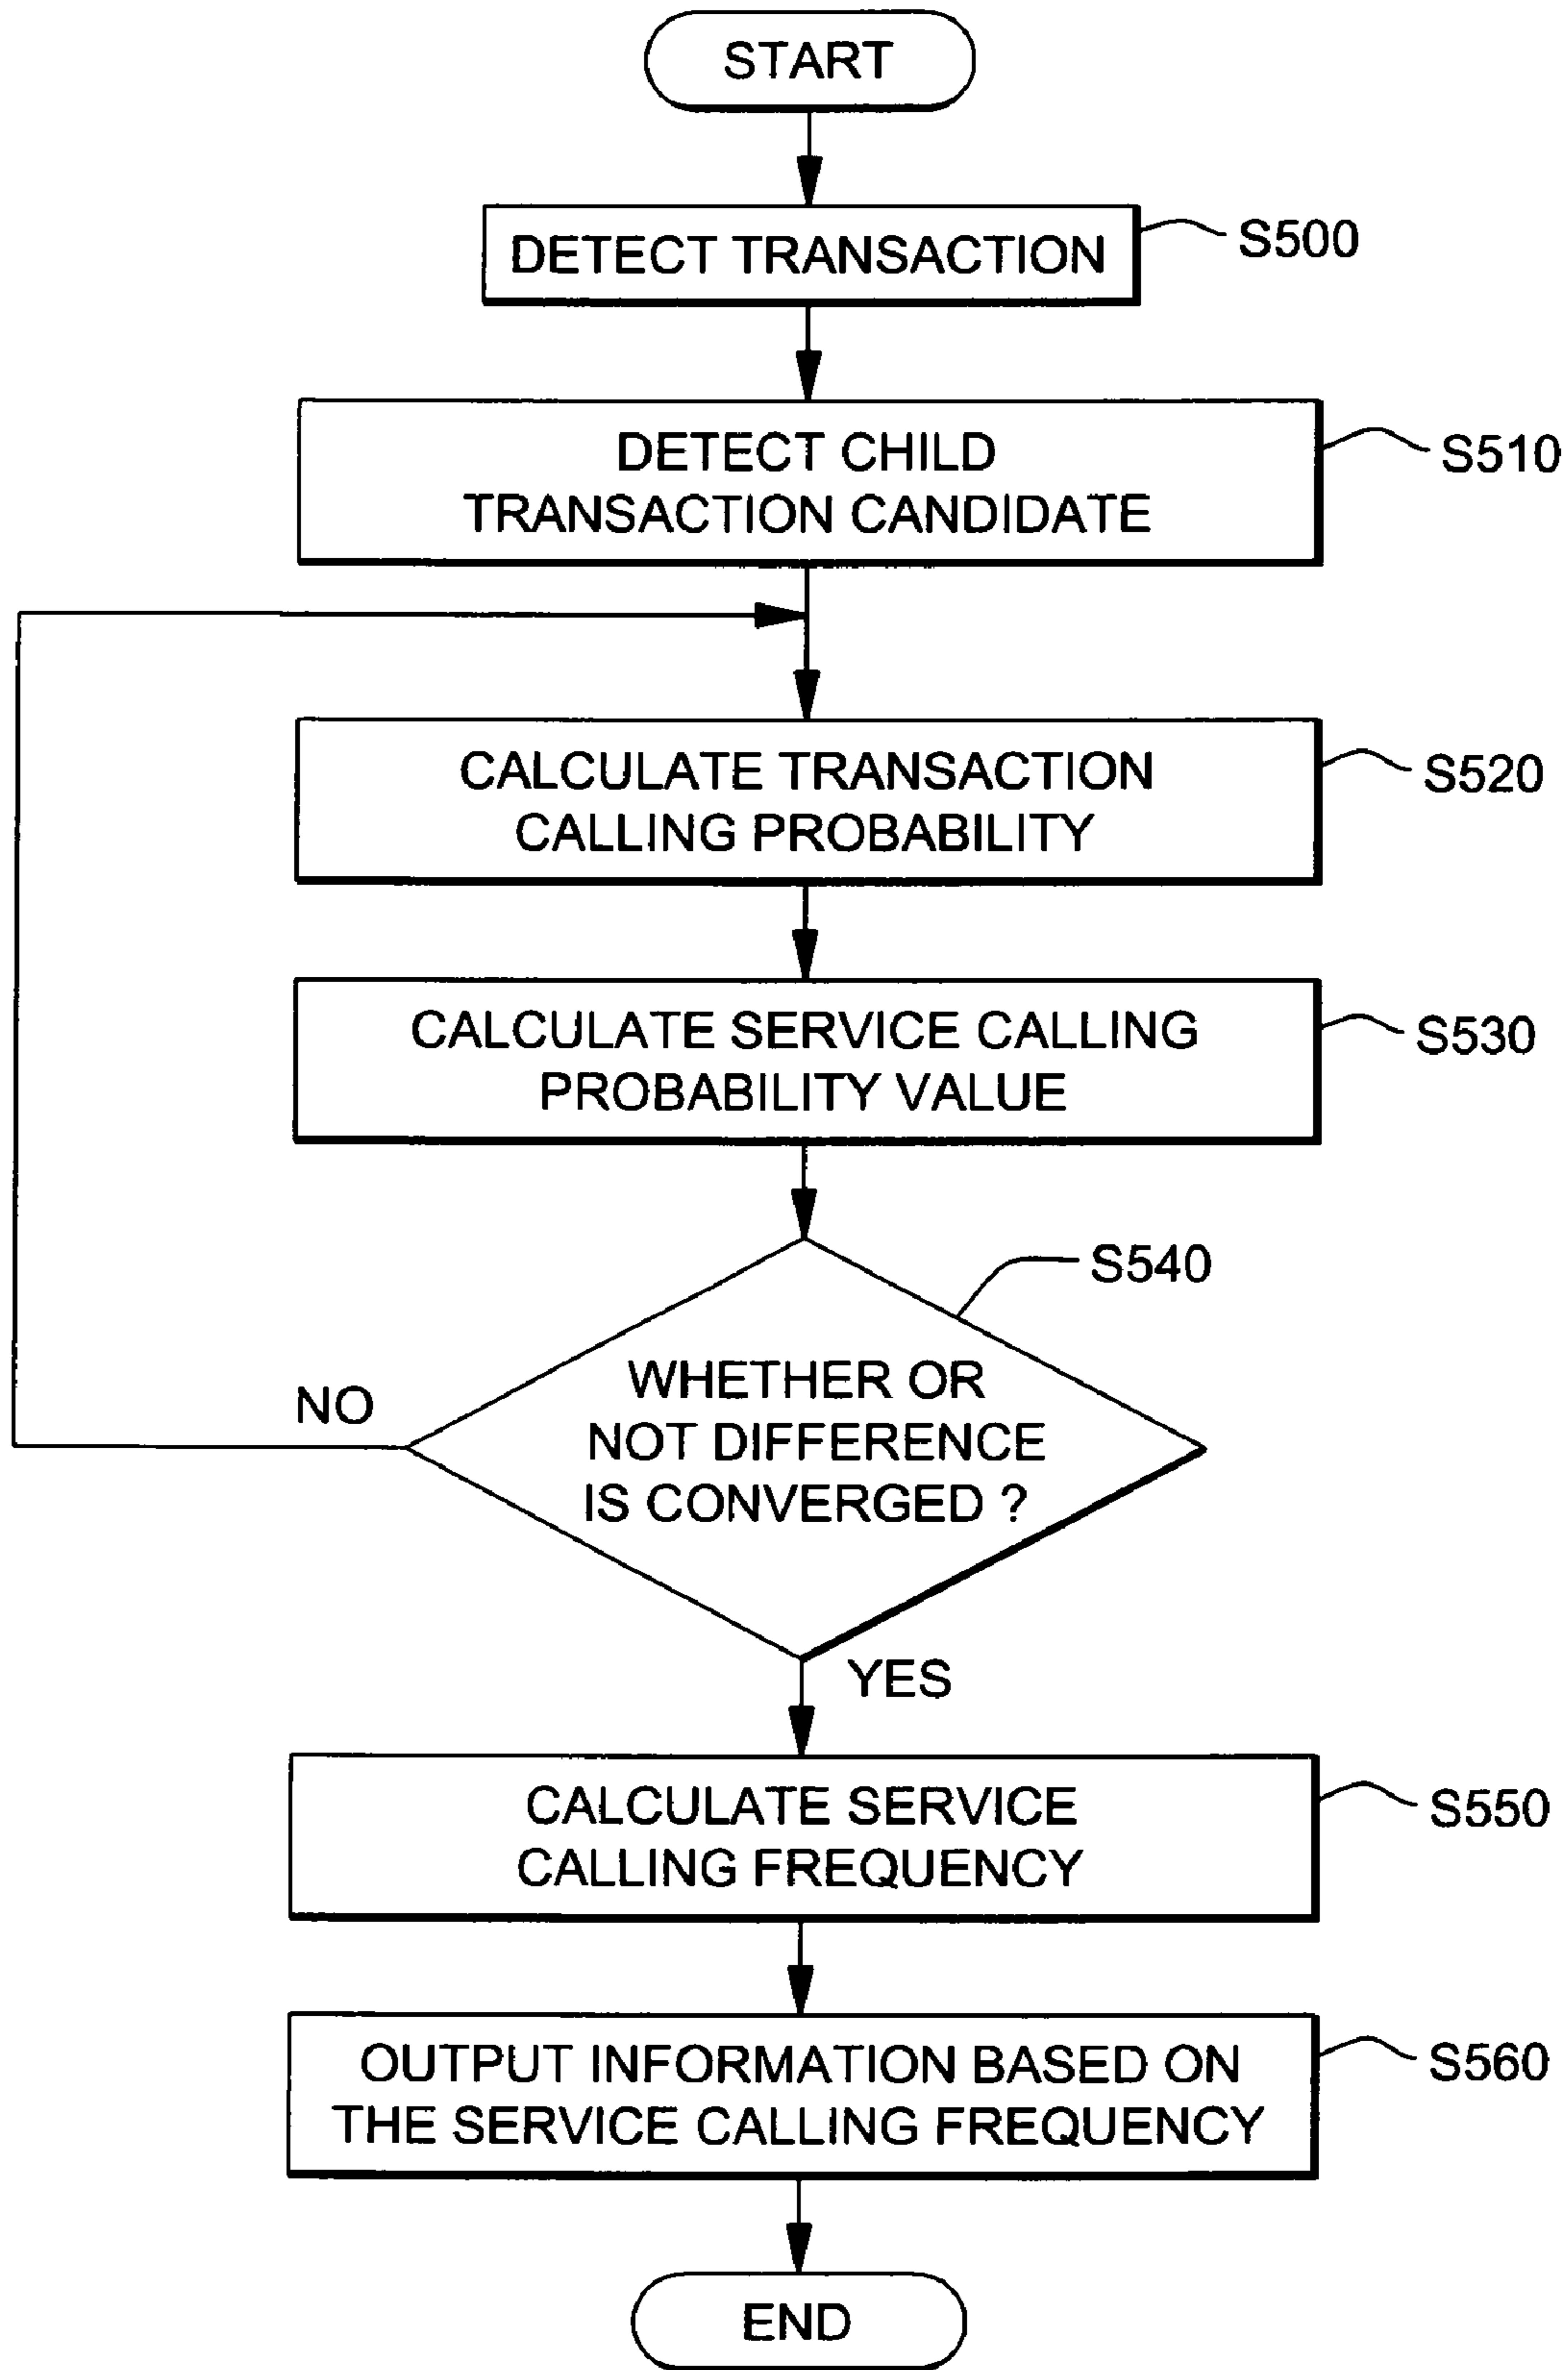 START
DETECT TRANSACTION
S500
DETECT CHILD
TRANSACTION CANDIDATE
S510
CALCULATE TRANSACTION
CALLING PROBABILITY
S520
CALCULATE SERVICE CALLING
PROBABILITY VALUE
S530
S540
WHETHER OR
NOT DIFFERENCE
IS CONVERGED ?
NO
YES
CALCULATE SERVICE
CALLING FREQUENCY
S550
OUTPUT INFORMATION BASED ON
THE SERVICE CALLING FREQUENCY
S560
END